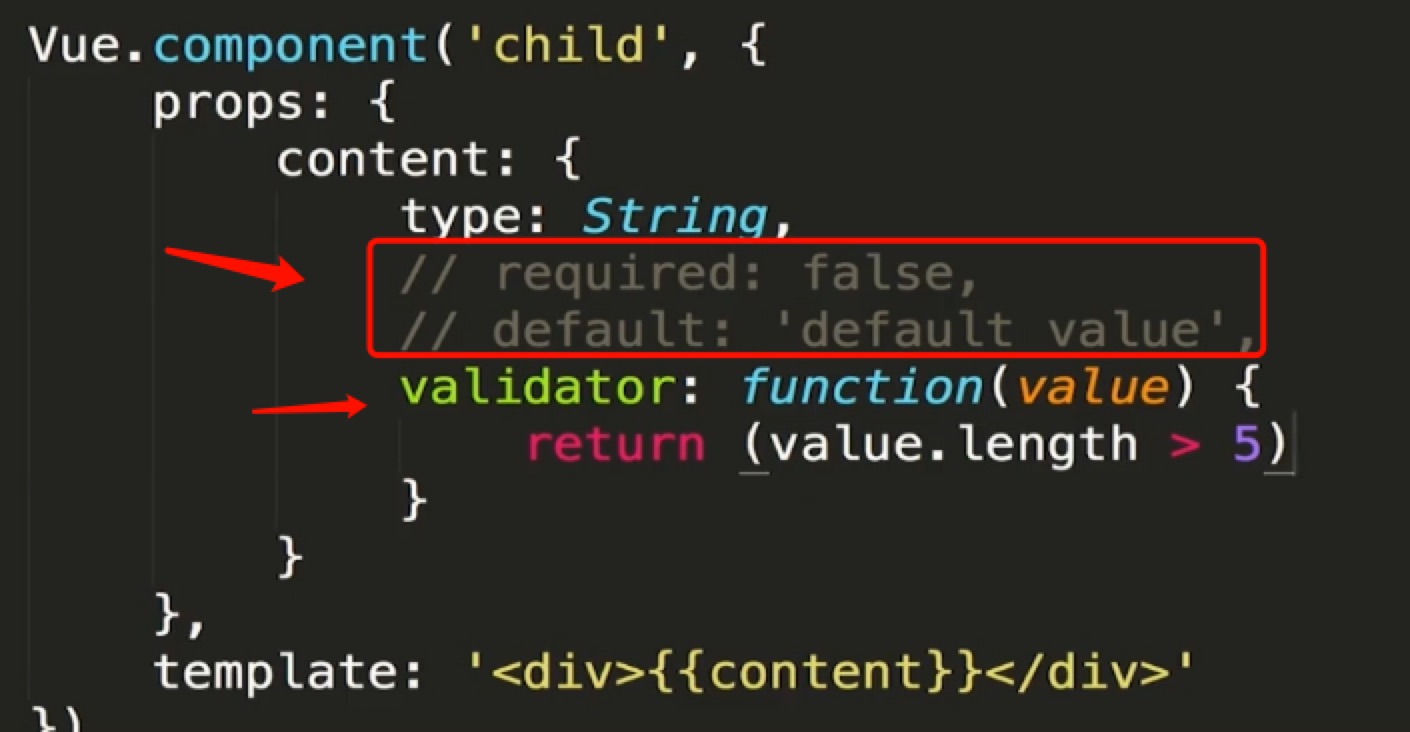 Vue.component('child', {
    props: {
        content: {
            type: String,
            // required: false,
            // default: 'default value',
            validator: function(value) {
                return (value.length > 5)
            }
        }
    },
    template: '<div>{{content}}</div>'
})